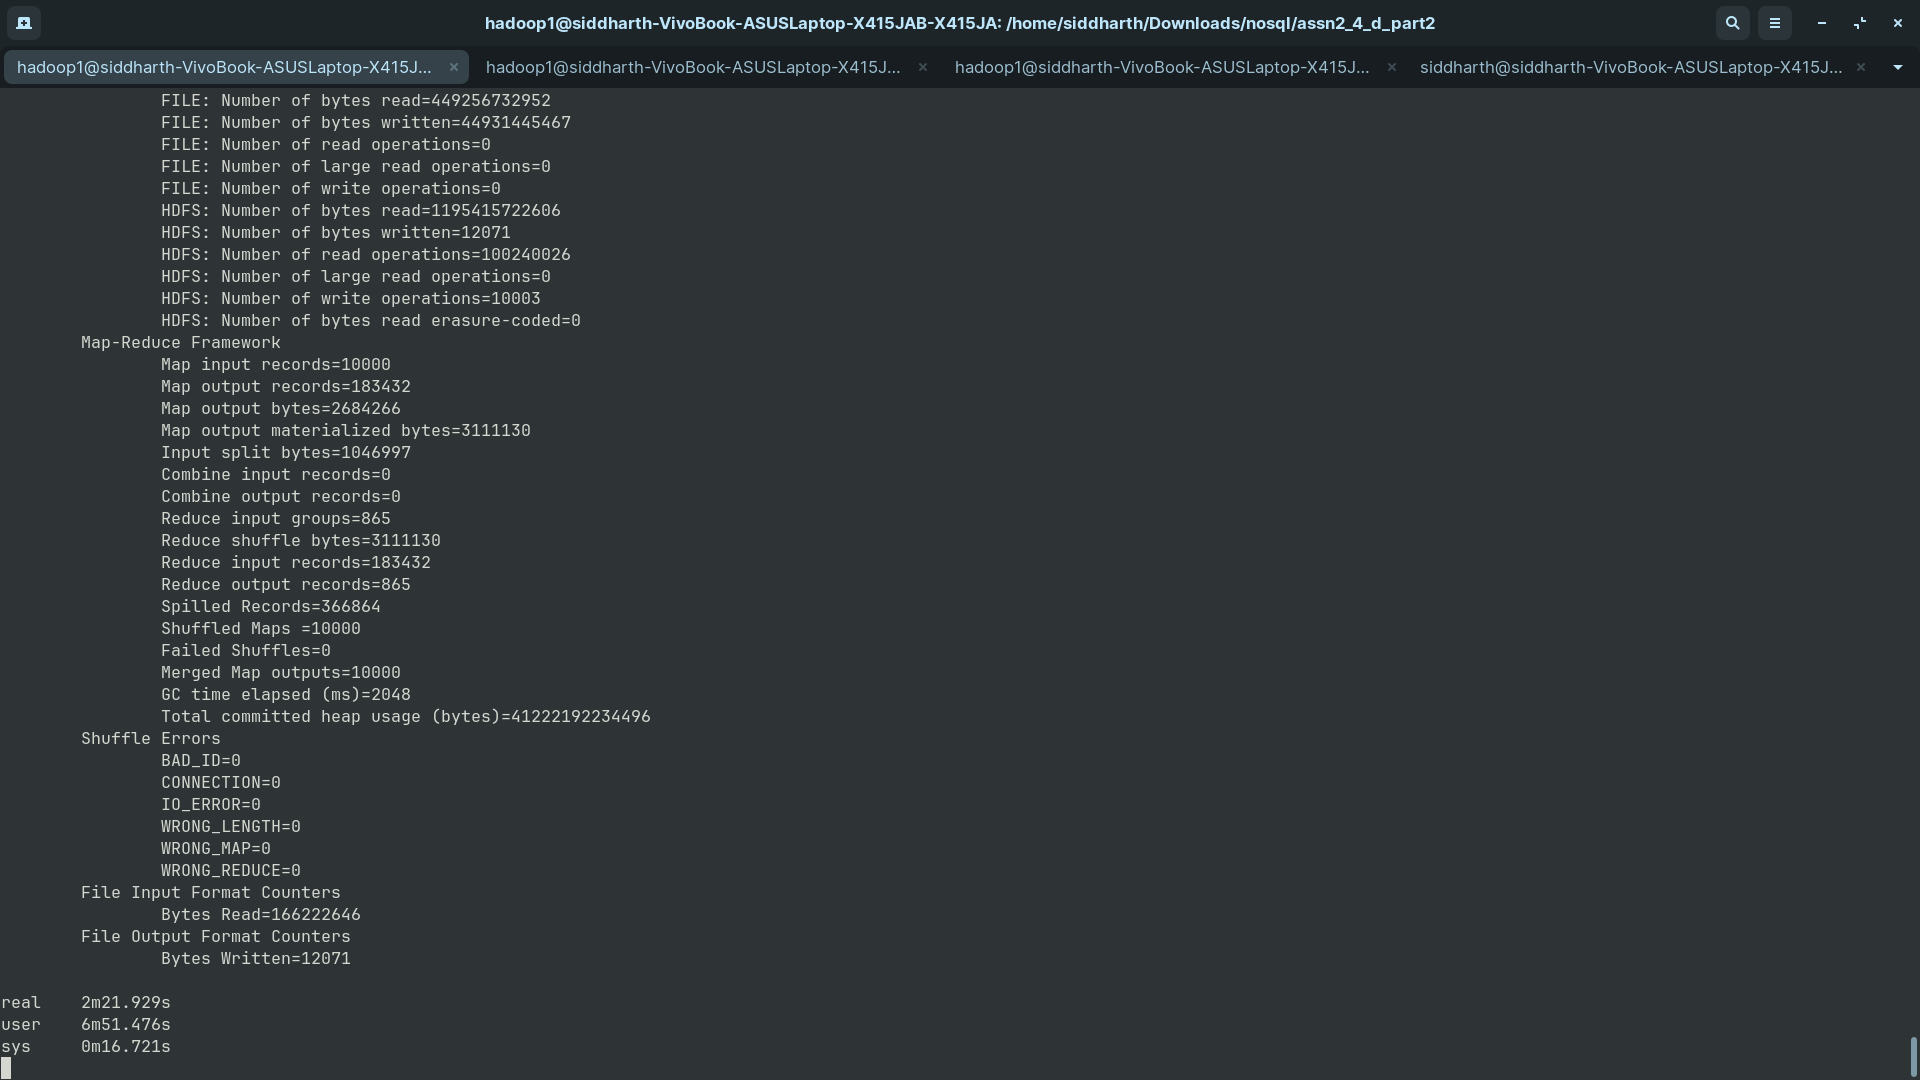 hadoop1@siddharth-VivoBook-ASUSLaptop-X415JAB-X415JA: /home/siddharth/Downloads/nosql/assn2_4_d_part2
hadoop1@siddharth-VivoBook-ASUSLaptop-X415J... hadoop1@siddharth-VivoBook-ASUSLaptop-X415J... hadoop1@siddharth-VivoBook-ASUSLaptop-X415J... siddharth@siddharth-VivoBook-ASUSLaptop-X415J...
FILE: Number of bytes read=449256732952
FILE: Number of bytes written=44931445467
FILE: Number of read operations=0
FILE: Number of large read operations=0
FILE: Number of write operations=0
HDFS: Number of bytes read=1195415722606
HDFS: Number of bytes written=12071
HDFS: Number of read operations=100240026
HDFS: Number of large read operations=0
HDFS: Number of write operations=10003
HDFS: Number of bytes read erasure-coded=0
Map-Reduce Framework
Map input records=10000
Map output records=183432
Map output bytes=2684266
Map output materialized bytes=3111130
Input split bytes=1046997
Combine input records=0
Combine output records=0
Reduce input groups=865
Reduce shuffle bytes=3111130
Reduce input records=183432
Reduce output records=865
Spilled Records=366864
Shuffled Maps =10000
Failed Shuffles=0
Merged Map outputs=10000
GC time elapsed (ms)=2048
Total committed heap usage (bytes)=41222192234496
Shuffle Errors
BAD_ID=0
CONNECTION=0
IO_ERROR=0
WRONG_LENGTH=0
WRONG_MAP=0
WRONG_REDUCE=0
File Input Format Counters
Bytes Read=166222646
File Output Format Counters
Bytes Written=12071
real 2m21.929s
user 6m51.476s
sys 0m16.721s